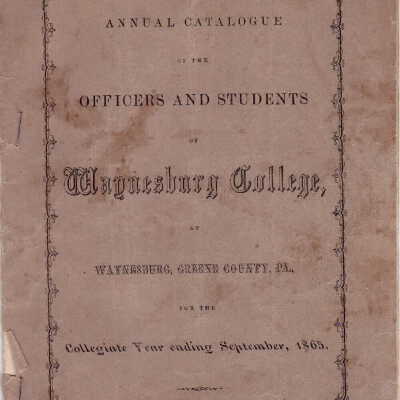 ANNUAL CATALOGUE
OF THE
OFFICERS AND STUDENTS
OF
Waynesburg College,
AT
WAYNESBURG, GREENE COUNTY, PA.,
FOR THE
Collegiate Year ending September, 1865.